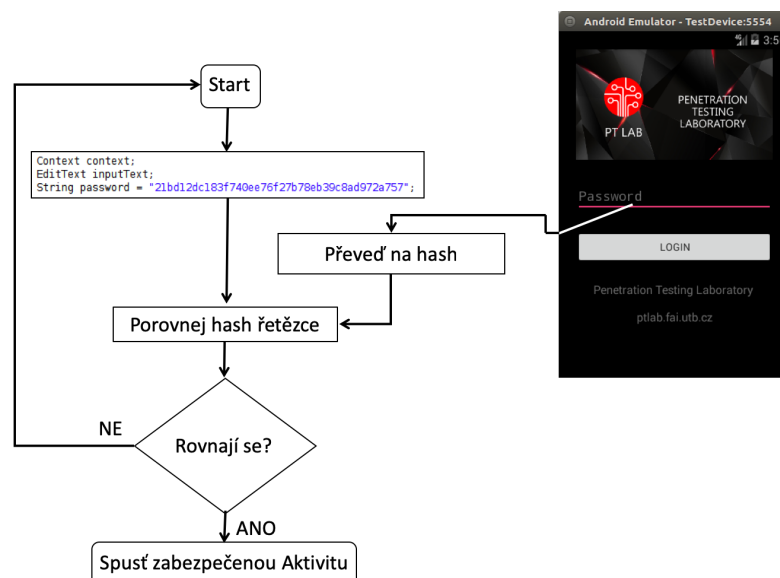 Android Emulator - TestDevice:5554
4G 3:5
PT LAB
PENETRATION
TESTING
LABORATORY
Password
LOGIN
Penetration Testing Laboratory
ptlab.fai.utb.cz
Start
Context context;
EditText inputText;
String password = "21bd12dc183f740ee76f27b78eb39c8ad972a757";
Převeď na hash
Porovnej hash řetězce
Rovnají se?
NE
ANO
Spusť zabezpečenou Aktivitu